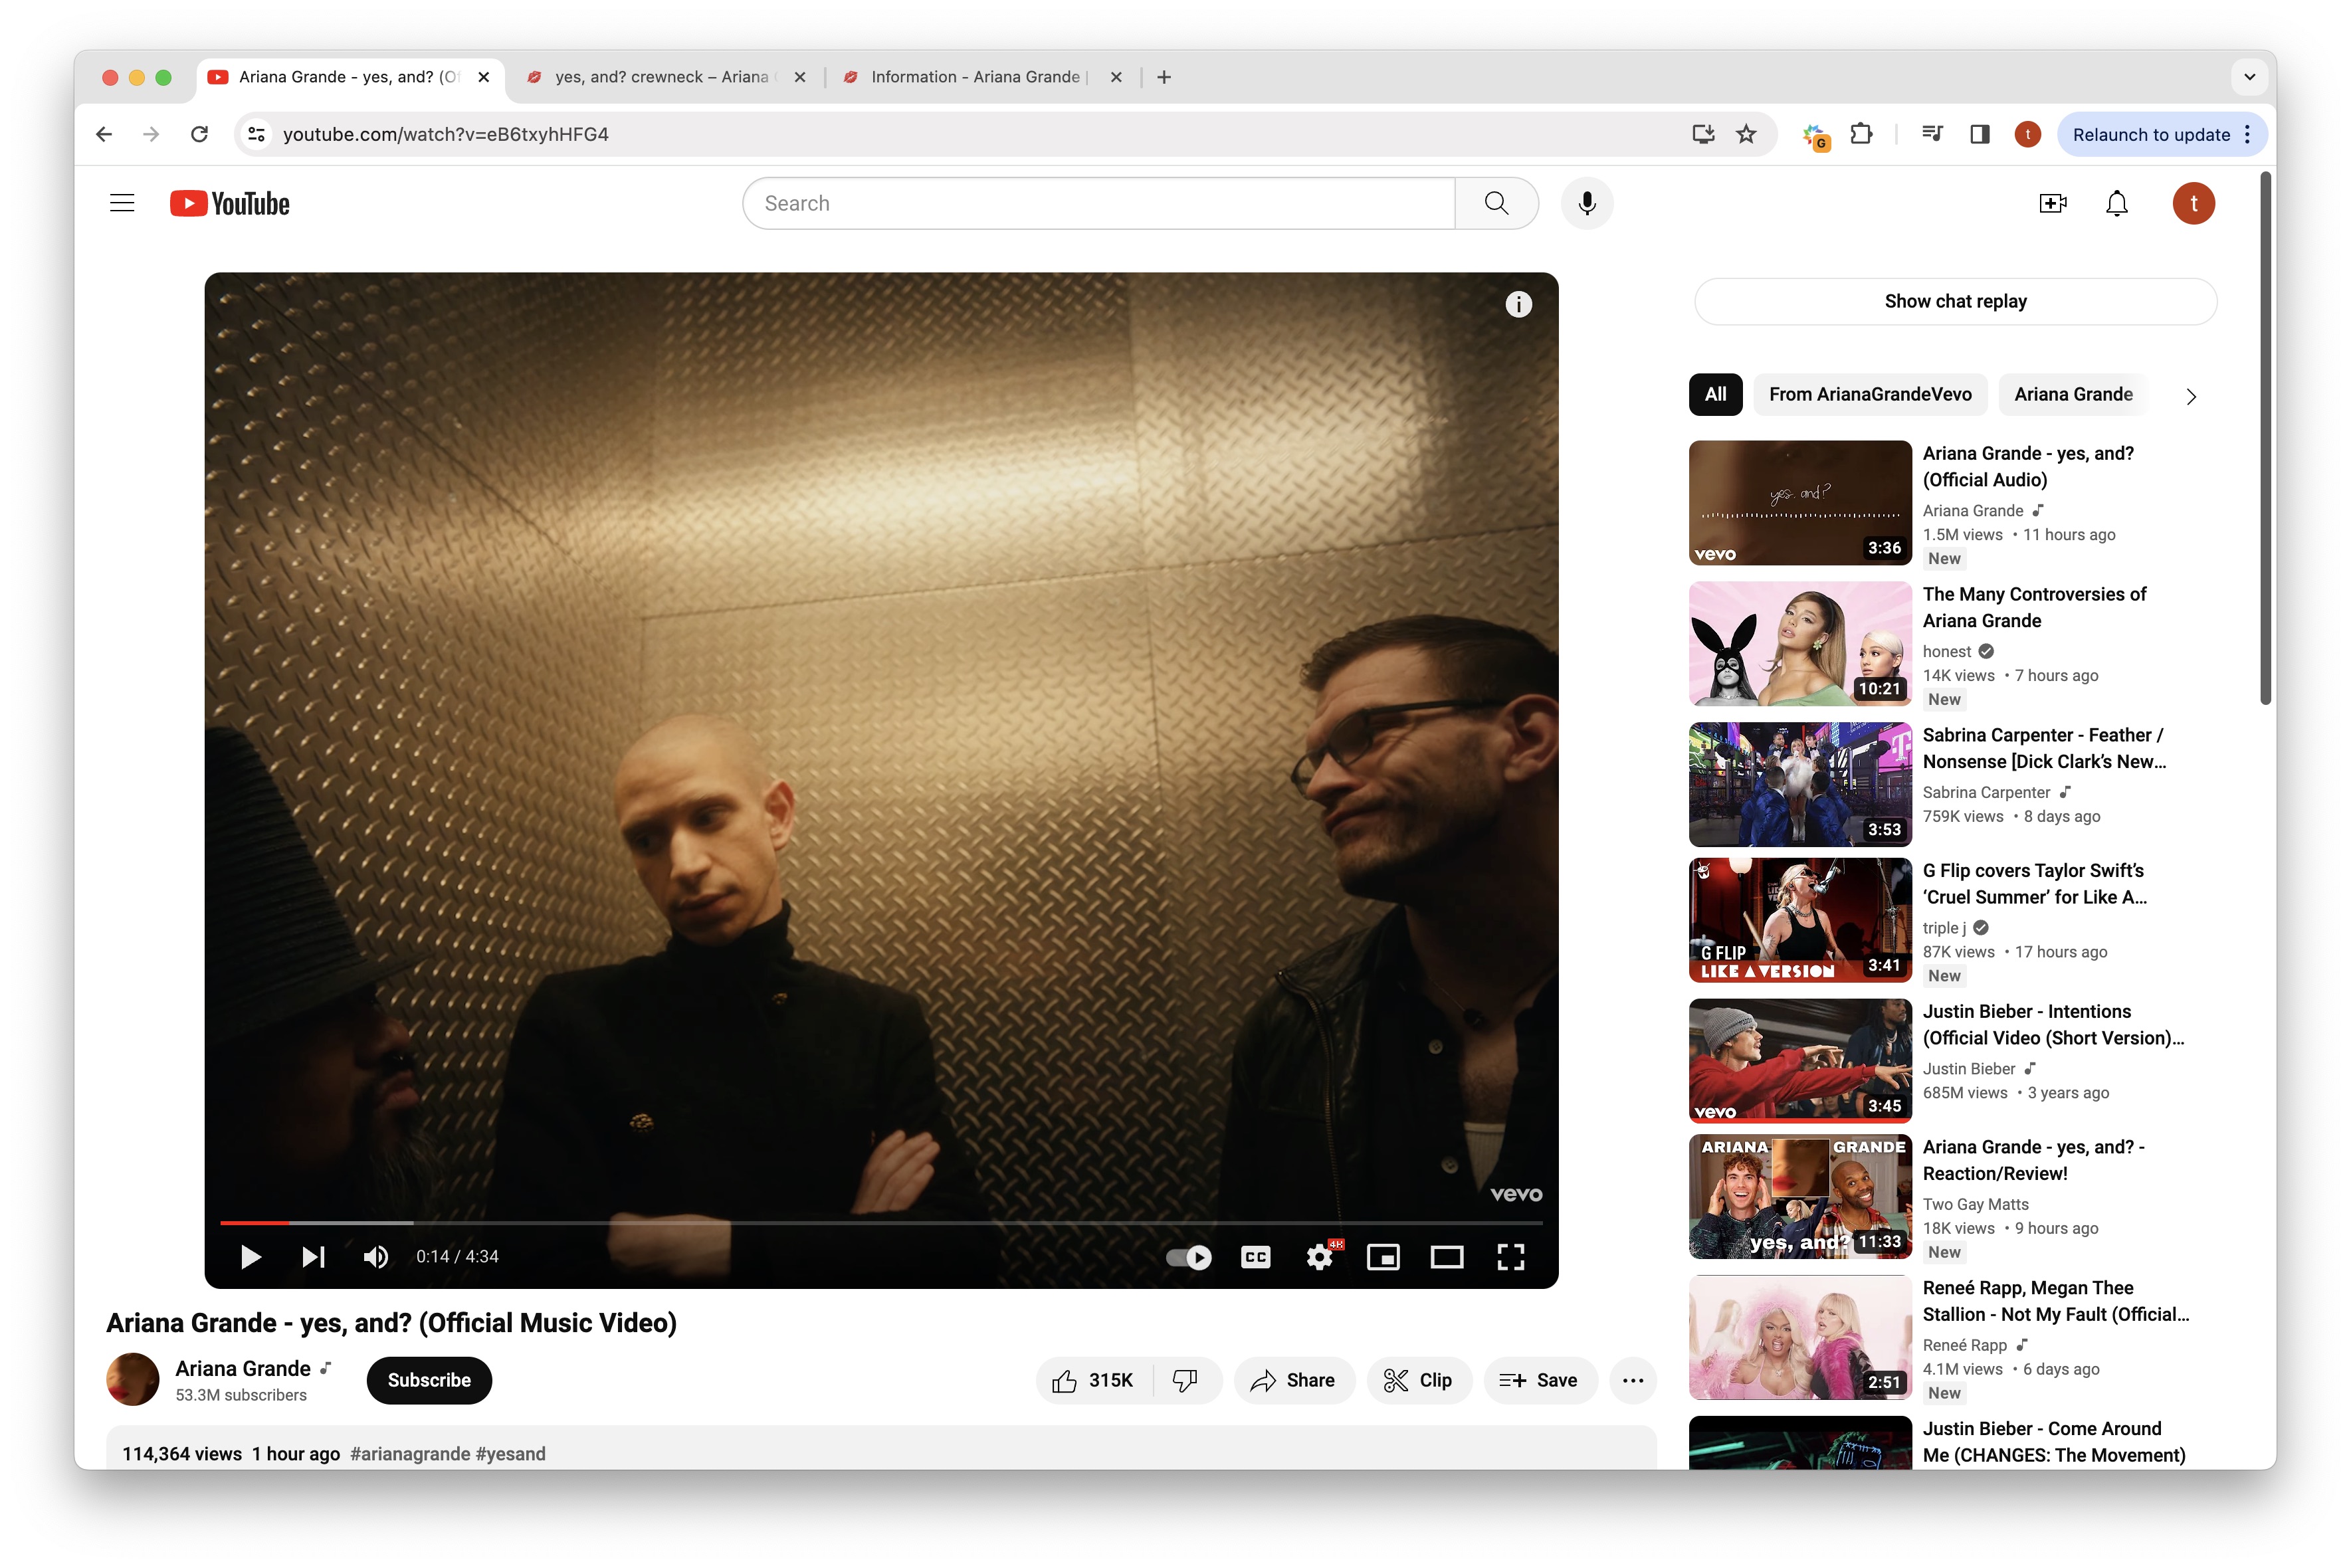 Ariana Grande - yes, and? (Of
yes, and? crewneck – Ariana
Information - Ariana Grande |
youtube.com/watch?v=eB6txyhHFG4
G
t
Relaunch to update
YouTube
Search
t
vevo
0:14 / 4:34
CC
4K
Ariana Grande - yes, and? (Official Music Video)
Ariana Grande
53.3M subscribers
Subscribe
315K
Share
Clip
Save
114,364 views 1 hour ago #arianagrande #yesand
Show chat replay
All
From ArianaGrandeVevo
Ariana Grande
yes, and?
vevo
3:36
Ariana Grande - yes, and?
(Official Audio)
Ariana Grande
1.5M views • 11 hours ago
New
10:21
The Many Controversies of
Ariana Grande
honest
14K views • 7 hours ago
New
3:53
Sabrina Carpenter - Feather /
Nonsense [Dick Clark’s New...
Sabrina Carpenter
759K views • 8 days ago
G FLIP
LIKE A VERSION
3:41
G Flip covers Taylor Swift’s
‘Cruel Summer’ for Like A...
triple j
87K views • 17 hours ago
New
vevo
3:45
Justin Bieber - Intentions
(Official Video (Short Version)...
Justin Bieber
685M views • 3 years ago
ARIANA GRANDE
yes, and?
11:33
Ariana Grande - yes, and? -
Reaction/Review!
Two Gay Matts
18K views • 9 hours ago
New
2:51
Reneé Rapp, Megan Thee
Stallion - Not My Fault (Official...
Reneé Rapp
4.1M views • 6 days ago
New
Justin Bieber - Come Around
Me (CHANGES: The Movement)